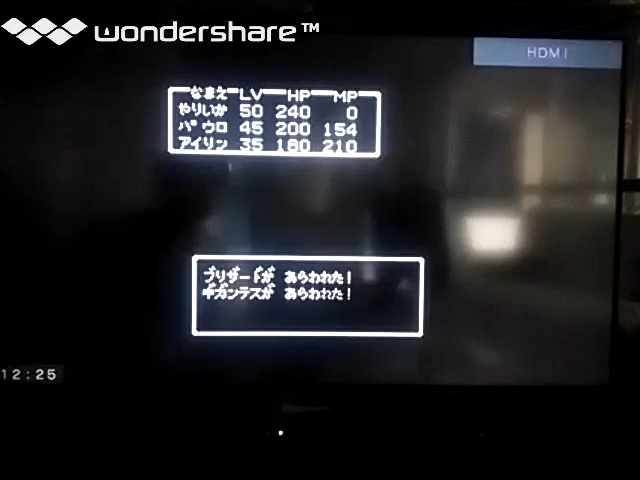 wondershare™
HDMI
なまえ LV HP MP
やりいか 50 240 0
パウロ 45 200 154
アイリン 35 180 210
ブリザードが あらわれた!
ギガンテスが あらわれた!
12:25
Panasonic